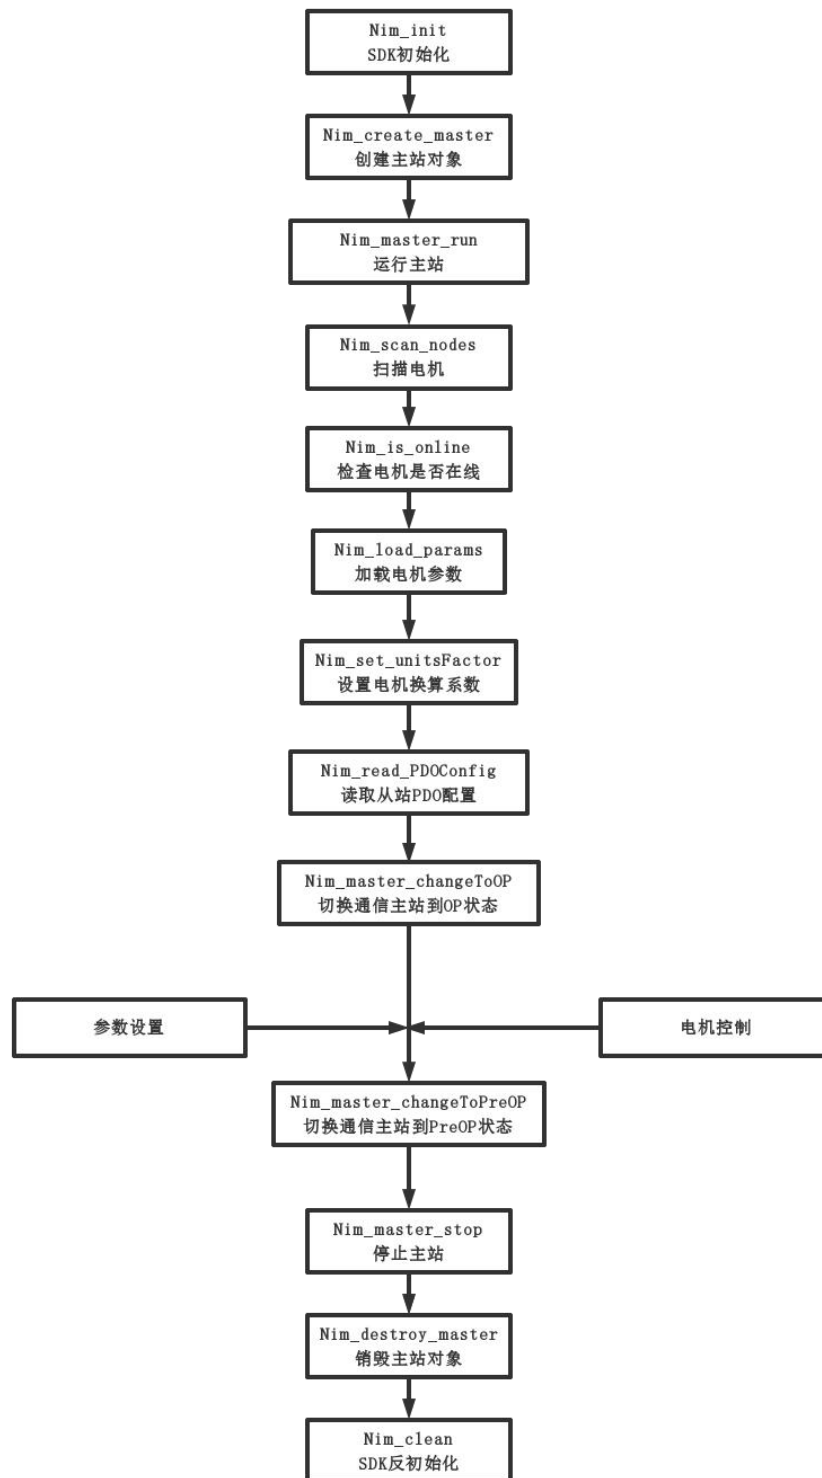 Nim_init
SDK初始化
Nim_create_master
创建主站对象
Nim_master_run
运行主站
Nim_scan_nodes
扫描电机
Nim_is_online
检查电机是否在线
Nim_load_params
加载电机参数
Nim_set_unitsFactor
设置电机换算系数
Nim_read_PDOConfig
读取从站PDO配置
Nim_master_changeToOP
切换通信主站到OP状态
参数设置
电机控制
Nim_master_changeToPreOP
切换通信主站到PreOP状态
Nim_master_stop
停止主站
Nim_destroy_master
销毁主站对象
Nim_clean
SDK反初始化